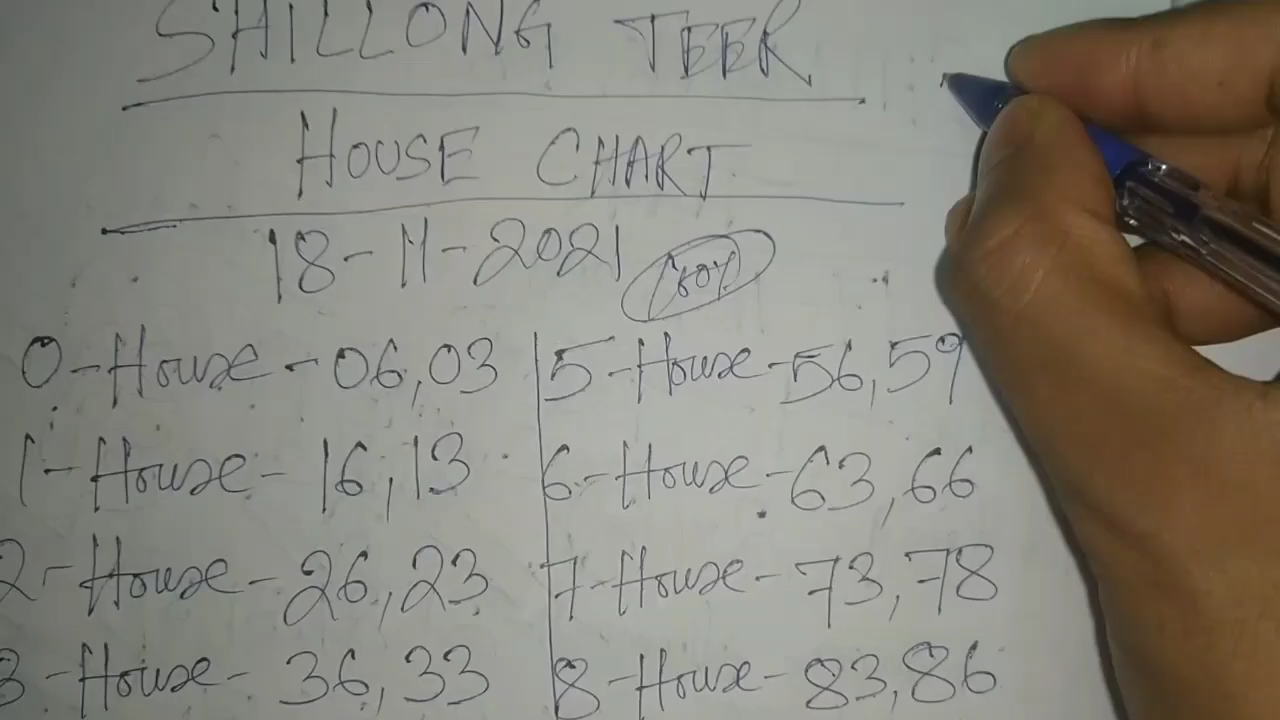 SHILLONG TEER
HOUSE CHART
18-11-2021
0-House-06,03 5-House-56,59
1-House-16,13 6-House-63,66
2-House-26,23 7-House-73,78
3-House-36,33 8-House-83,86